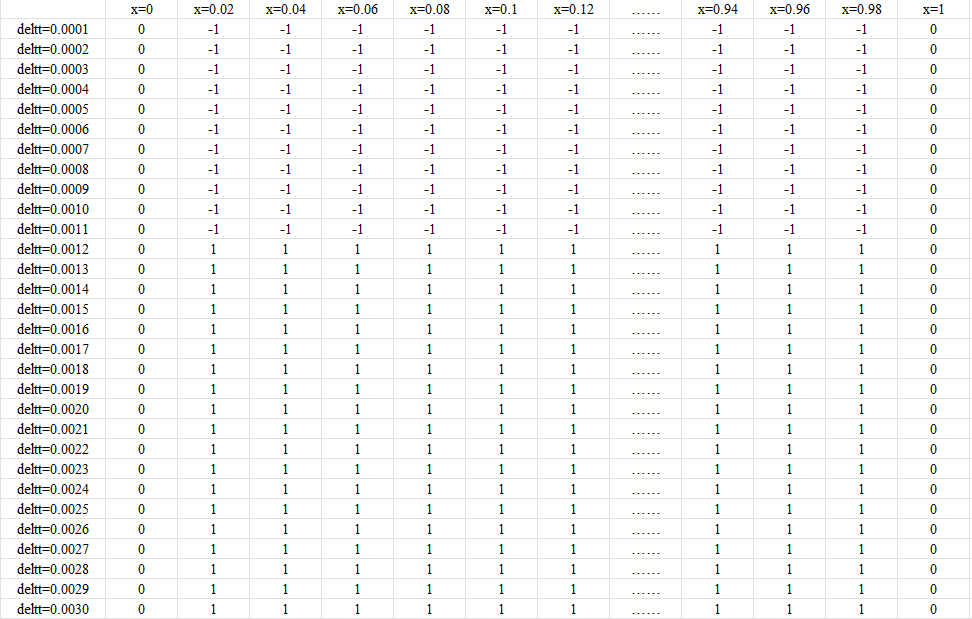 x=0 x=0.02 x=0.04 x=0.06 x=0.08 x=0.1 x=0.12 …… x=0.94 x=0.96 x=0.98 x=1
deltt=0.0001 0 -1 -1 -1 -1 -1 -1 …… -1 -1 -1 0
deltt=0.0002 0 -1 -1 -1 -1 -1 -1 …… -1 -1 -1 0
deltt=0.0003 0 -1 -1 -1 -1 -1 -1 …… -1 -1 -1 0
deltt=0.0004 0 -1 -1 -1 -1 -1 -1 …… -1 -1 -1 0
deltt=0.0005 0 -1 -1 -1 -1 -1 -1 …… -1 -1 -1 0
deltt=0.0006 0 -1 -1 -1 -1 -1 -1 …… -1 -1 -1 0
deltt=0.0007 0 -1 -1 -1 -1 -1 -1 …… -1 -1 -1 0
deltt=0.0008 0 -1 -1 -1 -1 -1 -1 …… -1 -1 -1 0
deltt=0.0009 0 -1 -1 -1 -1 -1 -1 …… -1 -1 -1 0
deltt=0.0010 0 -1 -1 -1 -1 -1 -1 …… -1 -1 -1 0
deltt=0.0011 0 -1 -1 -1 -1 -1 -1 …… -1 -1 -1 0
deltt=0.0012 0 1 1 1 1 1 1 …… 1 1 1 0
deltt=0.0013 0 1 1 1 1 1 1 …… 1 1 1 0
deltt=0.0014 0 1 1 1 1 1 1 …… 1 1 1 0
deltt=0.0015 0 1 1 1 1 1 1 …… 1 1 1 0
deltt=0.0016 0 1 1 1 1 1 1 …… 1 1 1 0
deltt=0.0017 0 1 1 1 1 1 1 …… 1 1 1 0
deltt=0.0018 0 1 1 1 1 1 1 …… 1 1 1 0
deltt=0.0019 0 1 1 1 1 1 1 …… 1 1 1 0
deltt=0.0020 0 1 1 1 1 1 1 …… 1 1 1 0
deltt=0.0021 0 1 1 1 1 1 1 …… 1 1 1 0
deltt=0.0022 0 1 1 1 1 1 1 …… 1 1 1 0
deltt=0.0023 0 1 1 1 1 1 1 …… 1 1 1 0
deltt=0.0024 0 1 1 1 1 1 1 …… 1 1 1 0
deltt=0.0025 0 1 1 1 1 1 1 …… 1 1 1 0
deltt=0.0026 0 1 1 1 1 1 1 …… 1 1 1 0
deltt=0.0027 0 1 1 1 1 1 1 …… 1 1 1 0
deltt=0.0028 0 1 1 1 1 1 1 …… 1 1 1 0
deltt=0.0029 0 1 1 1 1 1 1 …… 1 1 1 0
deltt=0.0030 0 1 1 1 1 1 1 …… 1 1 1 0